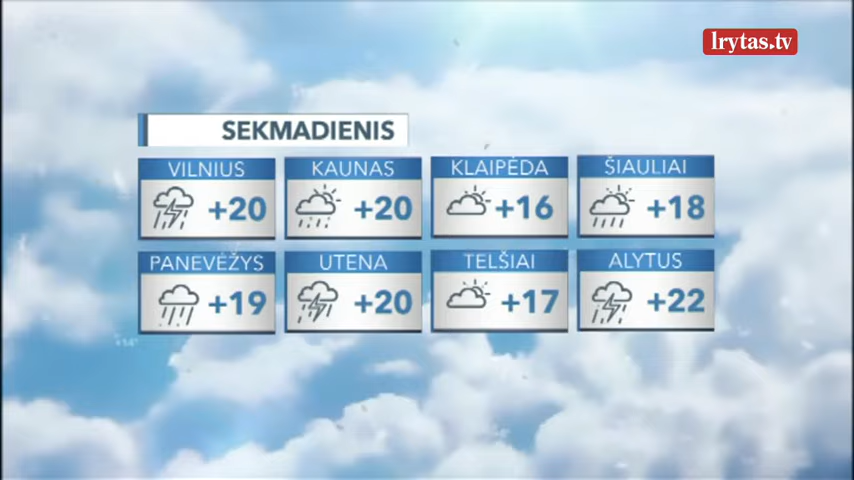 lrytas.tv
SEKMADIENIS
VILNIUS KAUNAS KLAIPĖDA ŠIAULIAI
+20 +20 +16 +18
PANEVĖŽYS UTENA TELŠIAI ALYTUS
+19 +20 +17 +22
+14°